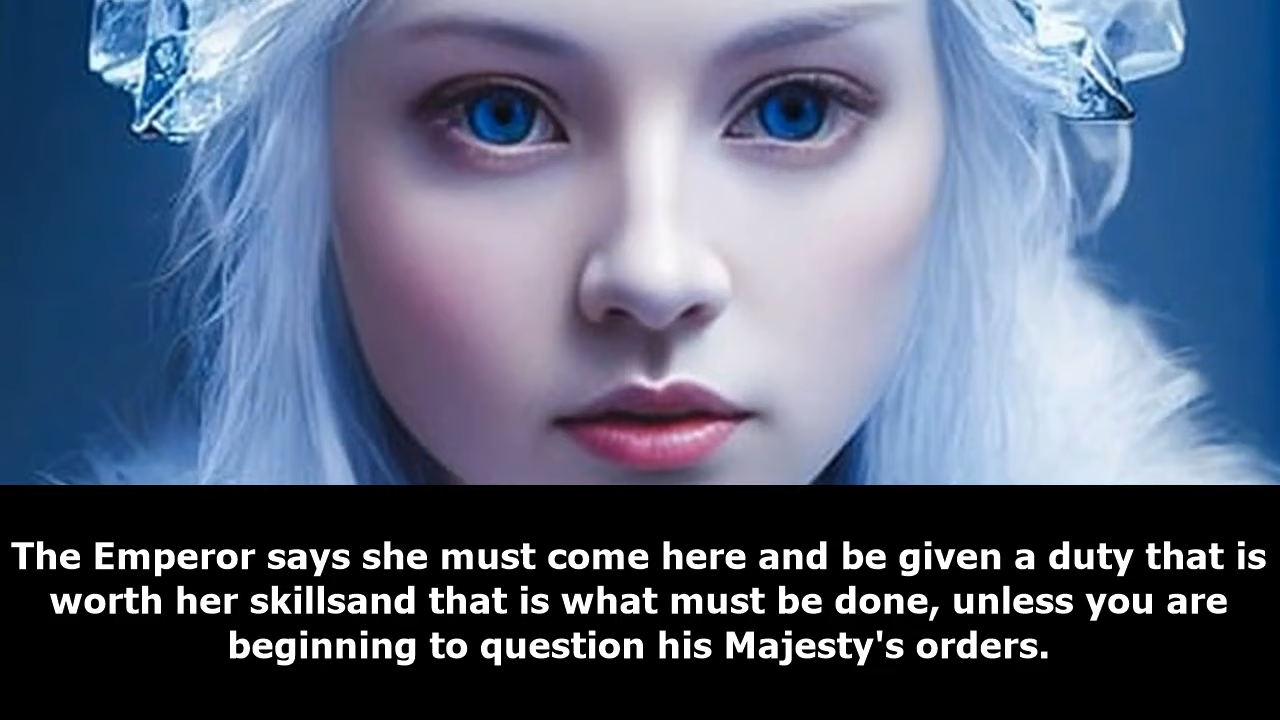 The Emperor says she must come here and be given a duty that is
worth her skillsand that is what must be done, unless you are
beginning to question his Majesty's orders.